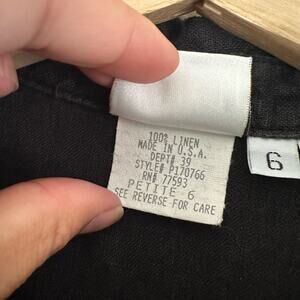 100% LINEN
MADE IN U.S.A.
DEPT# 39
STYLE# P170766
RN# 77593
PETITE 6
SEE REVERSE FOR CARE
6